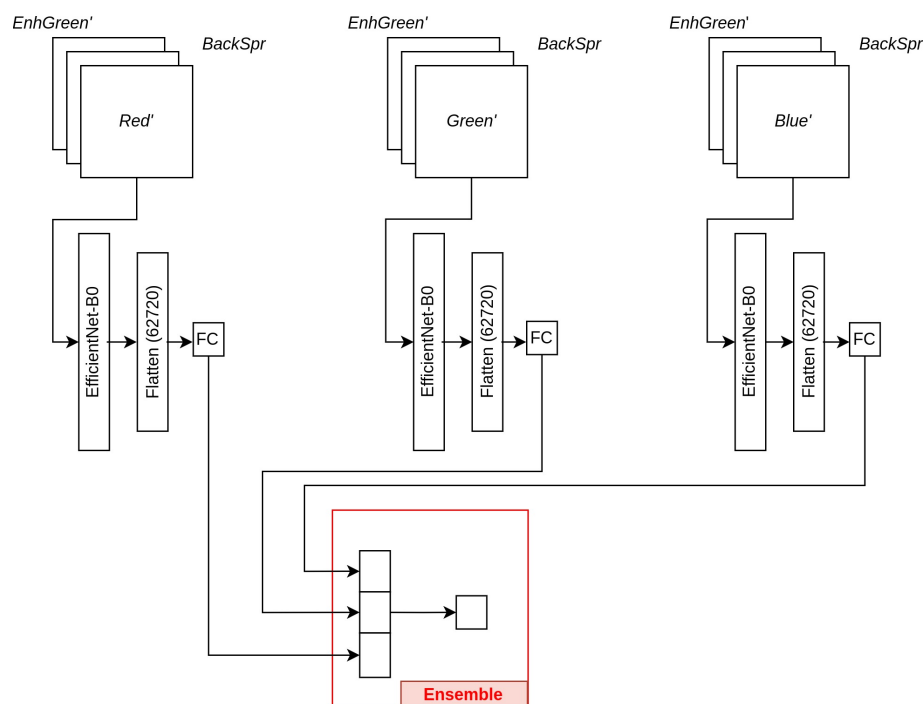 EnhGreen'
BackSpr
Red'
EfficientNet-B0
Flatten (62720)
FC
EnhGreen'
BackSpr
Green'
EfficientNet-B0
Flatten (62720)
FC
EnhGreen'
BackSpr
Blue'
EfficientNet-B0
Flatten (62720)
FC
Ensemble